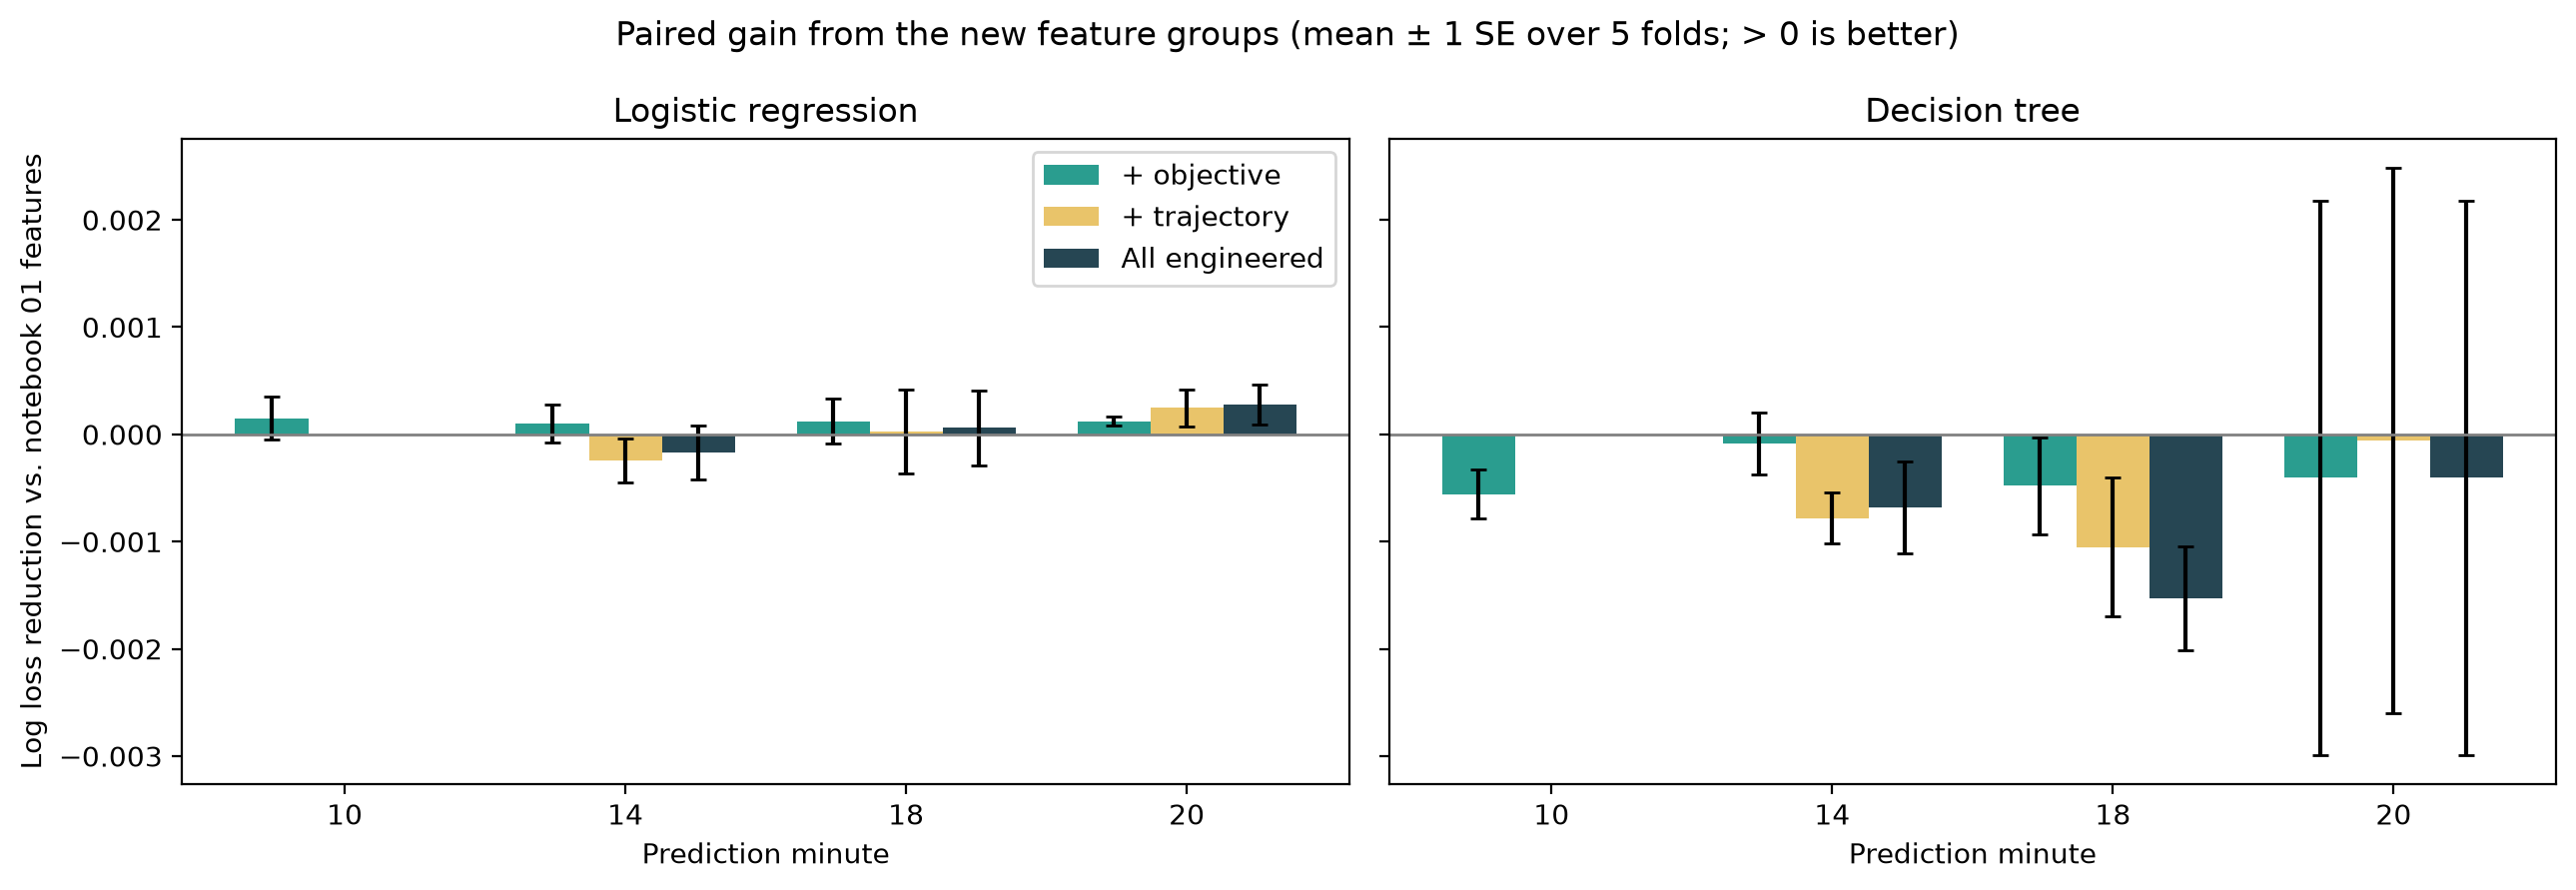 Paired gain from the new feature groups (mean ± 1 SE over 5 folds; > 0 is better)
Logistic regression
Decision tree
Log loss reduction vs. notebook 01 features
0.002
0.001
0.000
−0.001
−0.002
−0.003
+ objective
+ trajectory
All engineered
10 14 18 20
10 14 18 20
Prediction minute
Prediction minute